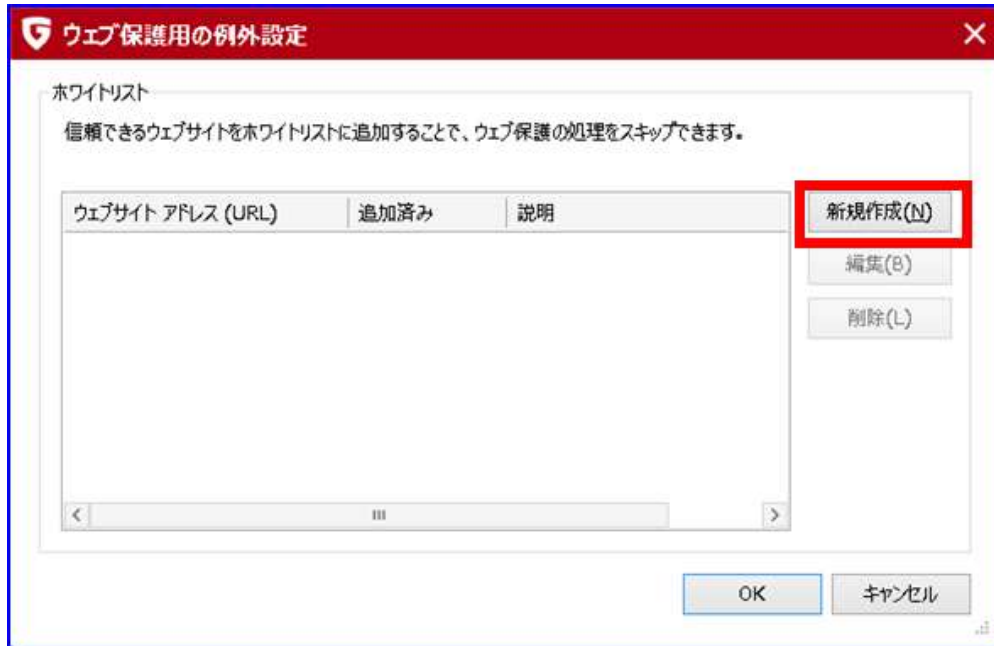 ウェブ保護用の例外設定
ホワイトリスト
信頼できるウェブサイトをホワイトリストに追加することで、ウェブ保護の処理をスキップできます。
ウェブサイト アドレス (URL) 追加済み 説明
新規作成(N)
編集(B)
削除(L)
OK キャンセル